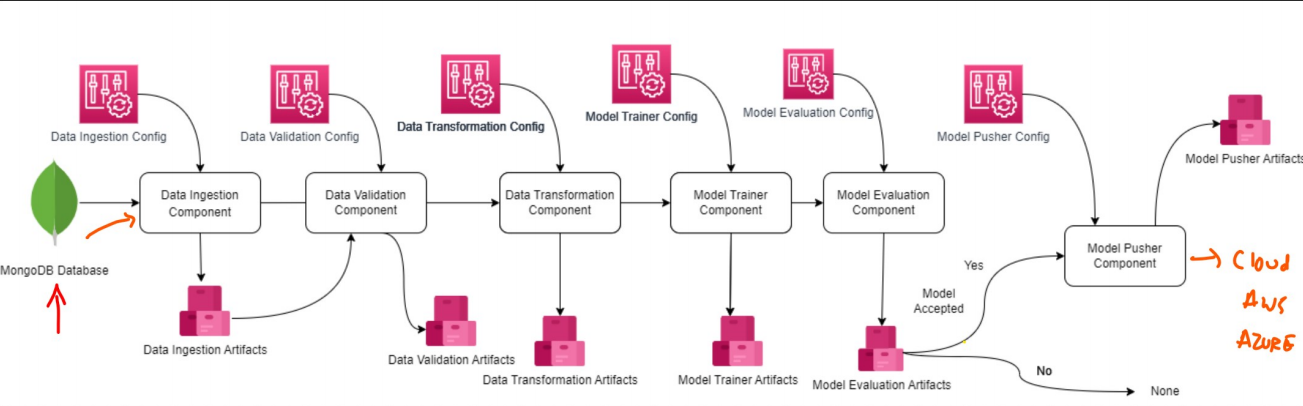 Data Ingestion Config
Data Validation Config
Data Transformation Config
Model Trainer Config
Model Evaluation Config
Model Pusher Config
Model Pusher Artifacts
MongoDB Database
Data Ingestion
Component
Data Validation
Component
Data Transformation
Component
Model Trainer
Component
Model Evaluation
Component
Model Pusher
Component
Cloud
AWS
AZURE
Yes
Model
Accepted
No
None
Data Ingestion Artifacts
Data Validation Artifacts
Data Transformation Artifacts
Model Trainer Artifacts
Model Evaluation Artifacts